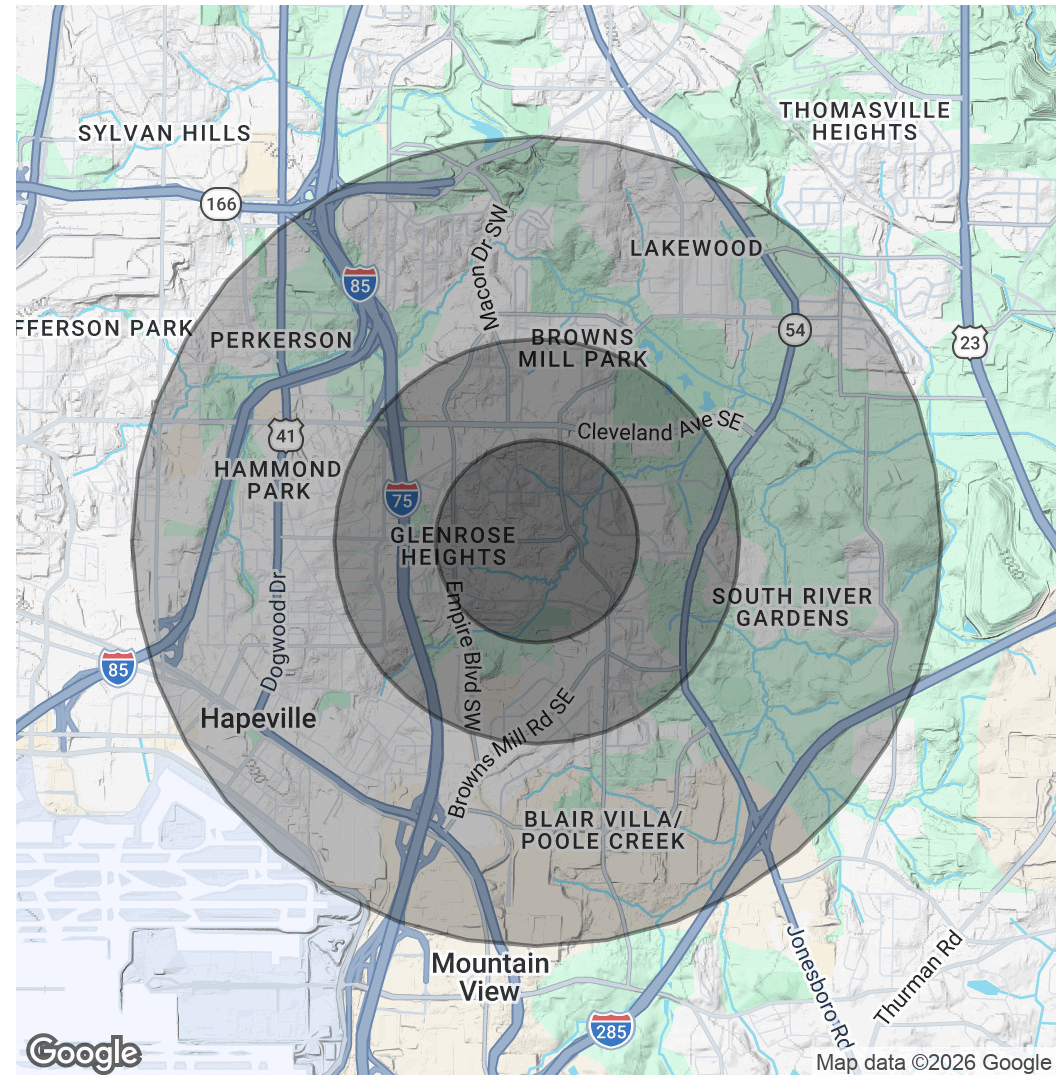 SYLVAN HILLS
THOMASVILLE
HEIGHTS
166
Macon Dr SW
LAKEWOOD
85
FFERSON PARK
PERKERSON
BROWNS
MILL PARK
54
23
41
Cleveland Ave SE
HAMMOND
PARK
75
GLENROSE
HEIGHTS
Empire Blvd SW
Dogwood Dr
SOUTH RIVER
GARDENS
85
Hapeville
Browns Mill Rd SE
BLAIR VILLA/
POOLE CREEK
Mountain
View
Jonesboro Rd
Thurman Rd
285
Google
Map data ©2026 Google